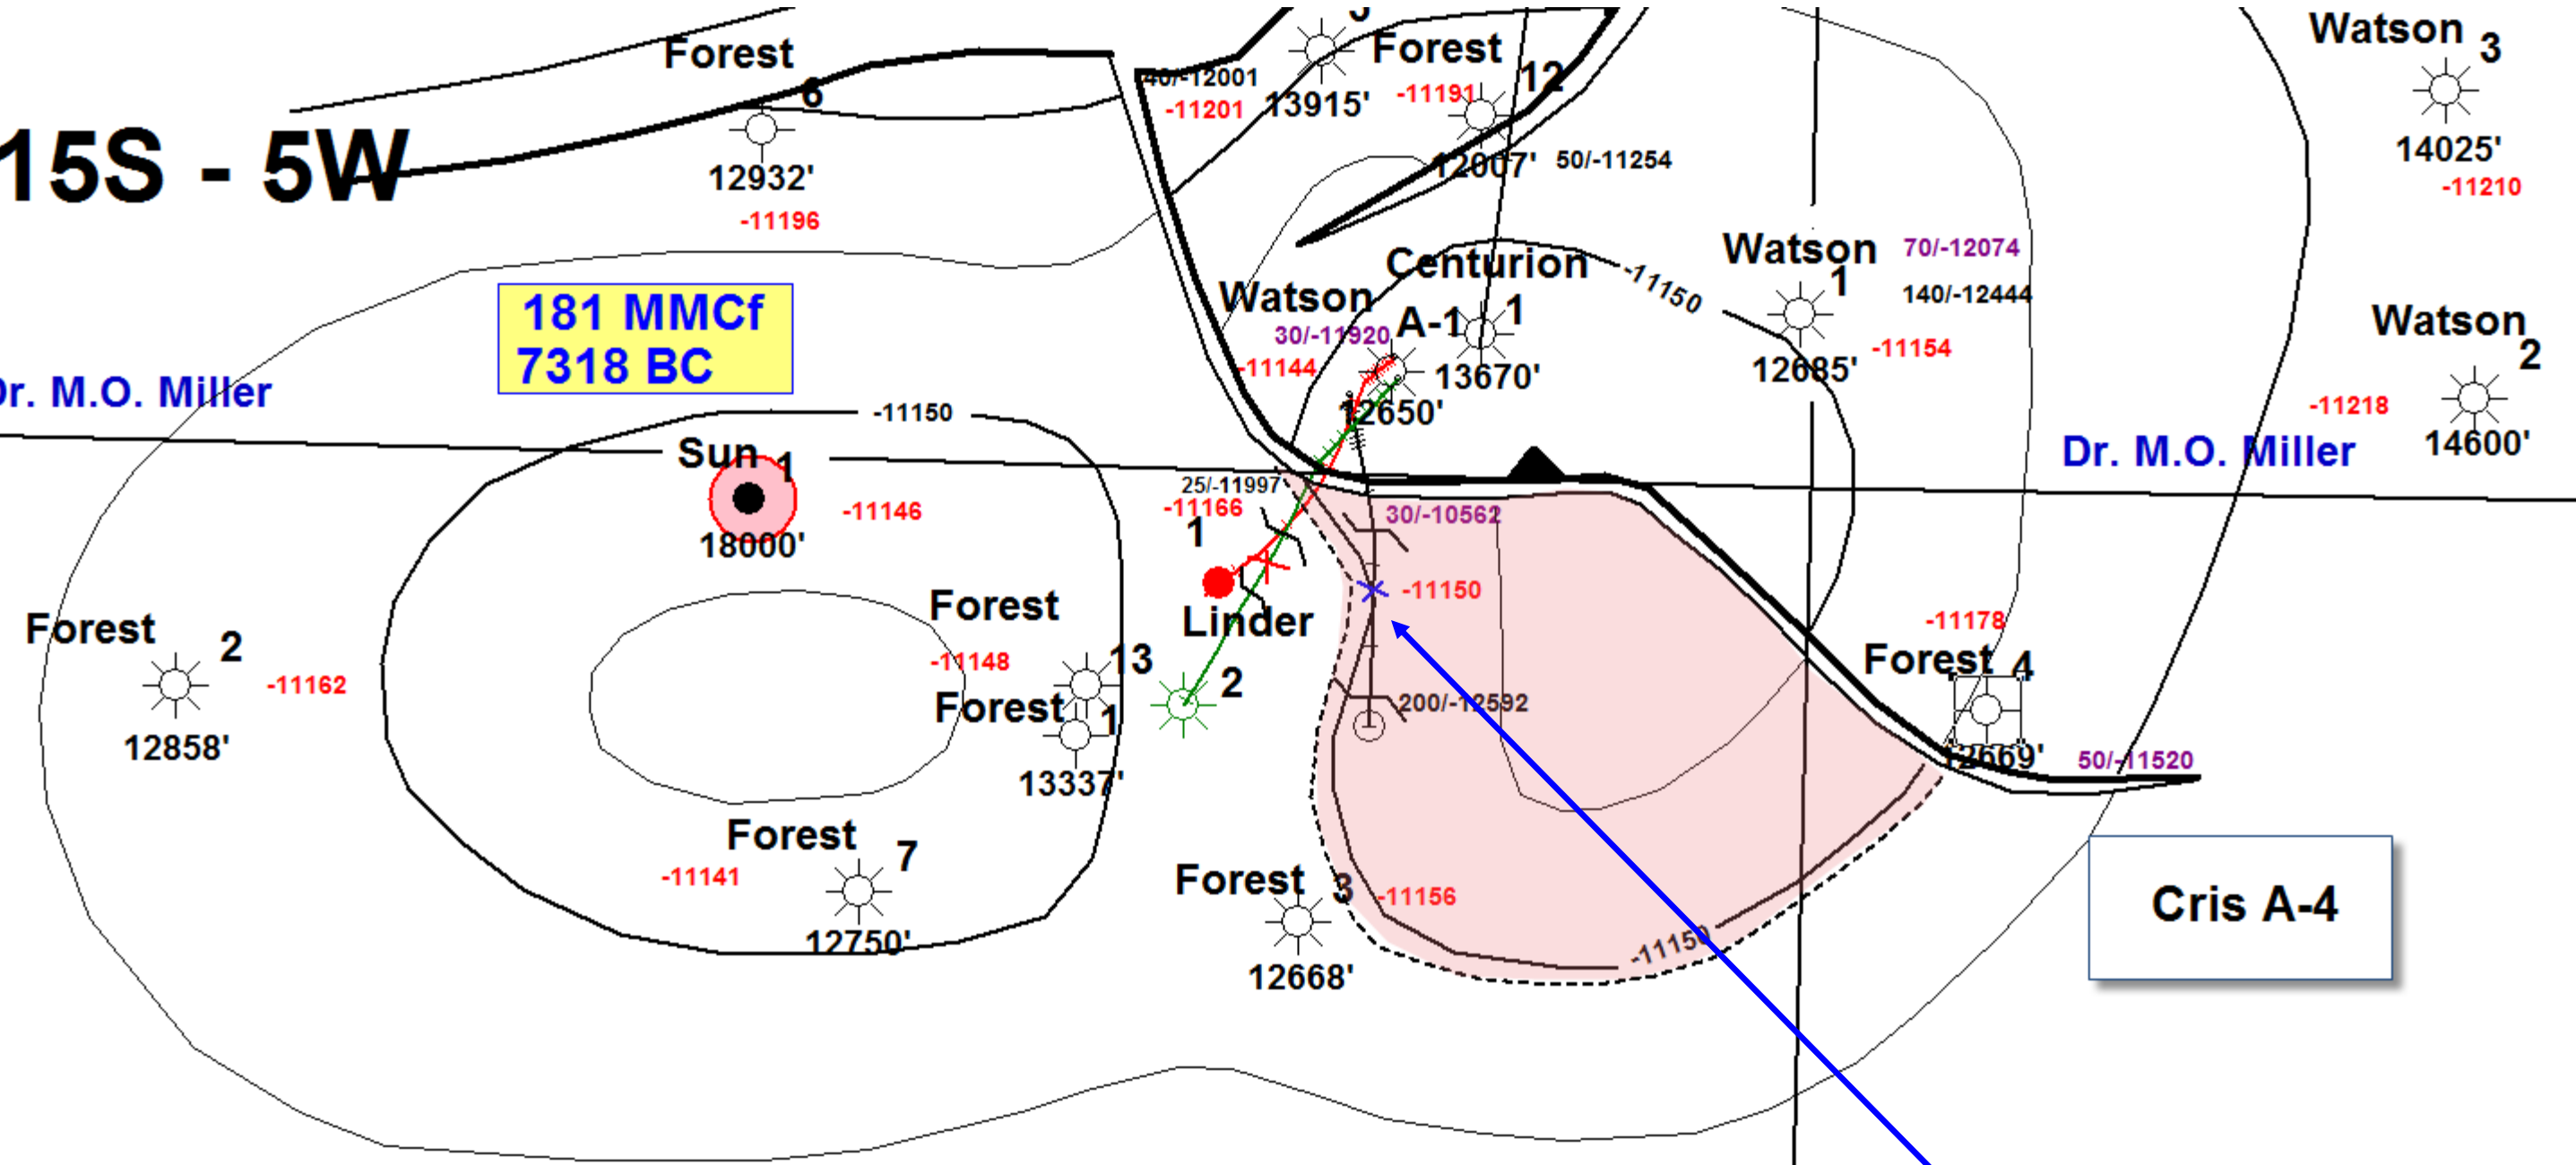 Watson 3
14025'
-11210
Forest 6
12932'
-11196
40/-12001
-11201
13915'
Forest 12
-11191
12007'
50/-11254
15S - 5W
181 MMCf
7318 BC
Watson
30/-11920
-11144
A-1
12650'
Centurion 1
13670'
-11150
Watson 1
70/-12074
140/-12444
12685'
-11154
Watson 2
-11218
14600'
Dr. M.O. Miller
Dr. M.O. Miller
-11150
Sun 1
-11146
18000'
25/-11997
-11166
1
Linder
2
30/-10562
-11150
200/-12592
Forest 2
-11162
12858'
Forest 13
-11148
Forest 1
13337'
-11178
Forest 4
12669'
50/-11520
Forest 7
-11141
12750'
Forest 3
-11156
12668'
-11150
Cris A-4